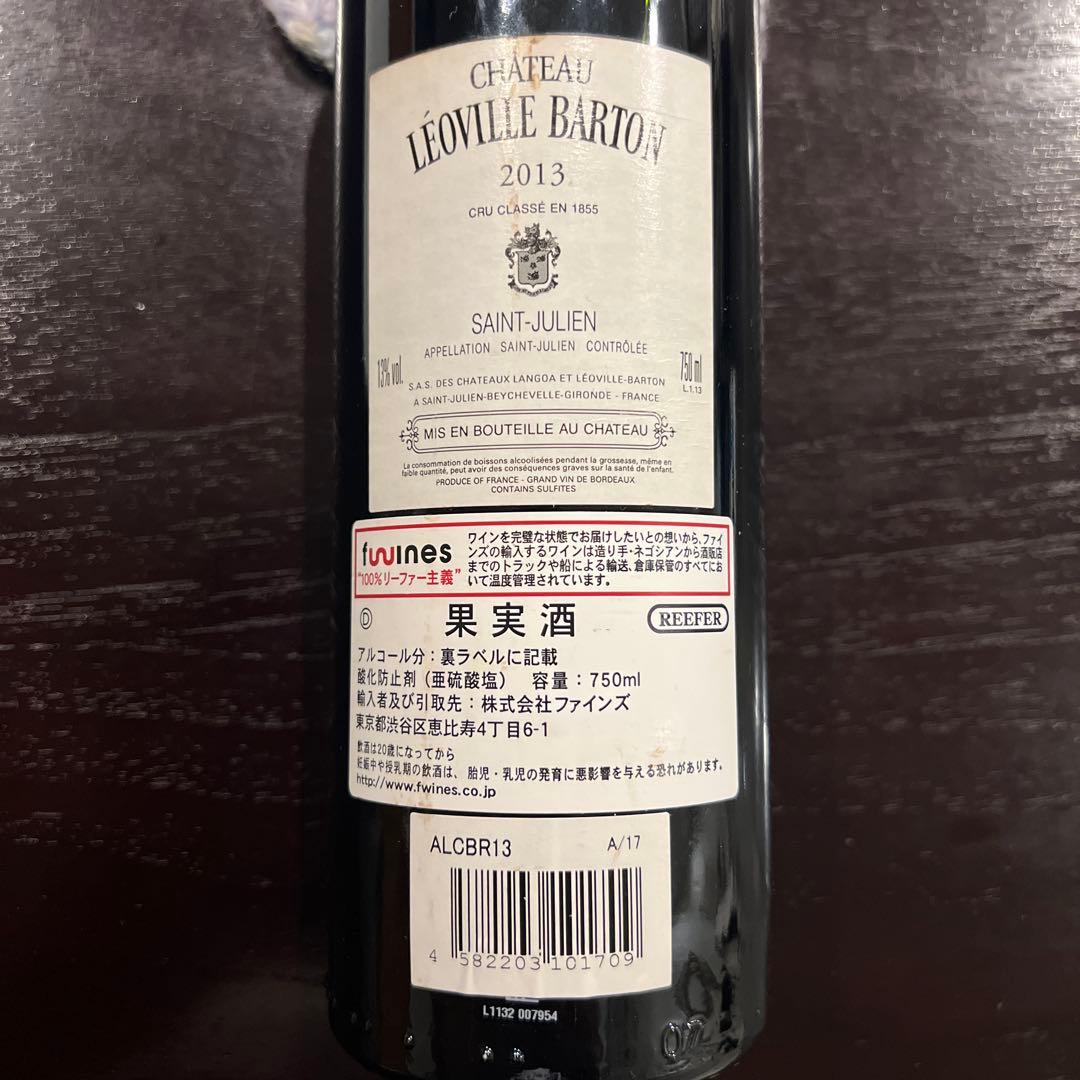 CHÂTEAU
LÉOVILLE BARTON
2013
CRU CLASSÉ EN 1855
SAINT-JULIEN
APPELLATION SAINT-JULIEN CONTRÔLÉE
13% vol.
750 ml
L.1.13
S.A.S. DES CHATEAUX LANGOA ET LÉOVILLE-BARTON
A SAINT-JULIEN-BEYCHEVELLE-GIRONDE - FRANCE
MIS EN BOUTEILLE AU CHATEAU
La consommation de boissons alcoolisées pendant la grossesse, même en
faible quantité, peut avoir des conséquences graves sur la santé de l'enfant.
PRODUCE OF FRANCE - GRAND VIN DE BORDEAUX
CONTAINS SULFITES
fwines
"100%リーファー主義"
ワインを完璧な状態でお届けしたいとの想いから、ファイ
ンズの輸入するワインは造り手・ネゴシアンから酒販店
までのトラックや船による輸送、倉庫保管のすべてにお
いて温度管理されています。
Ⓓ 果実酒 REEFER
アルコール分：裏ラベルに記載
酸化防止剤（亜硫酸塩） 容量：750ml
輸入者及び引取先：株式会社ファインズ
東京都渋谷区恵比寿4丁目6-1
飲酒は20歳になってから
妊娠中や授乳期の飲酒は、胎児・乳児の発育に悪影響を与える恐れがあります。
http://www.fwines.co.jp
ALCBR13 A/17
4 582203 101709
L1132 007954